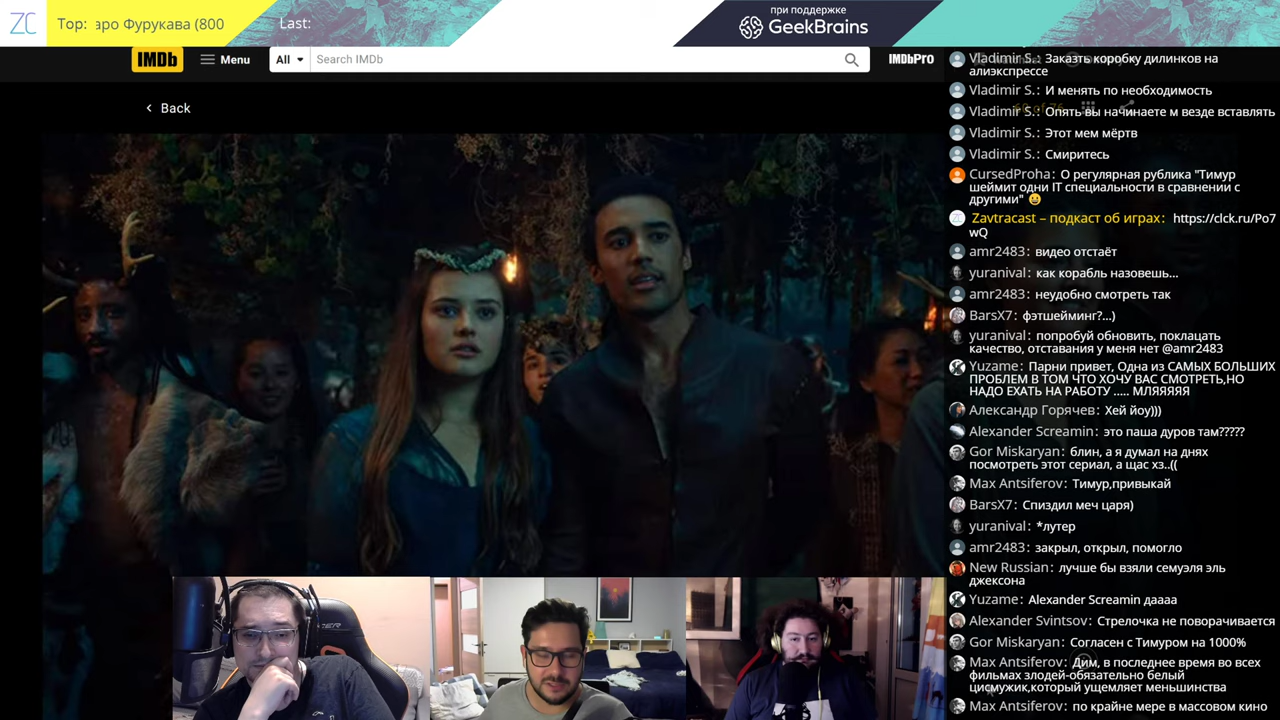 ZC
Top: аро Фурукава (800
Last:
при поддержке
GeekBrains
IMDb
Menu
All
Search IMDb
IMDbPro
Back
Vladimir S.: Заказть коробку дилинков на
алиэкспрессе
Vladimir S.: И менять по необходимость
Vladimir S.: Опять вы начинаете м везде вставлять
Vladimir S.: Этот мем мёртв
Vladimir S.: Смиритесь
CursedProha: О регулярная рублика "Тимур
шеймит одни IT специальности в сравнении с
другими" 😆
Zavtracast – подкаст об играх: https://clck.ru/Po7
wQ
amr2483: видео отстаёт
yuranival: как корабль назовешь...
amr2483: неудобно смотреть так
BarsX7: фэтшейминг?...)
yuranival: попробуй обновить, поклацать
качество, отставания у меня нет @amr2483
Yuzame: Парни привет, Одна из САМЫХ БОЛЬШИХ
ПРОБЛЕМ В ТОМ ЧТО ХОЧУ ВАС СМОТРЕТЬ,НО
НАДО ЕХАТЬ НА РАБОТУ ..... МЛЯЯЯЯЯ
Александр Горячев: Хей йоу)))
Alexander Screamin: это паша дуров там?????
Gor Miskaryan: блин, а я думал на днях
посмотреть этот сериал, а щас хз..((
Max Antsiferov: Тимур,привыкай
BarsX7: Спиздил меч царя)
yuranival: *лутер
amr2483: закрыл, открыл, помогло
New Russian: лучше бы взяли семуэля эль
джексона
Yuzame: Alexander Screamin даааа
Alexander Svintsov: Стрелочка не поворачивается
Gor Miskaryan: Согласен с Тимуром на 1000%
Max Antsiferov: Дим, в последнее время во всех
фильмах злодей-обязательно белый
цисмужик,который ущемляет меньшинства
Max Antsiferov: по крайне мере в массовом кино